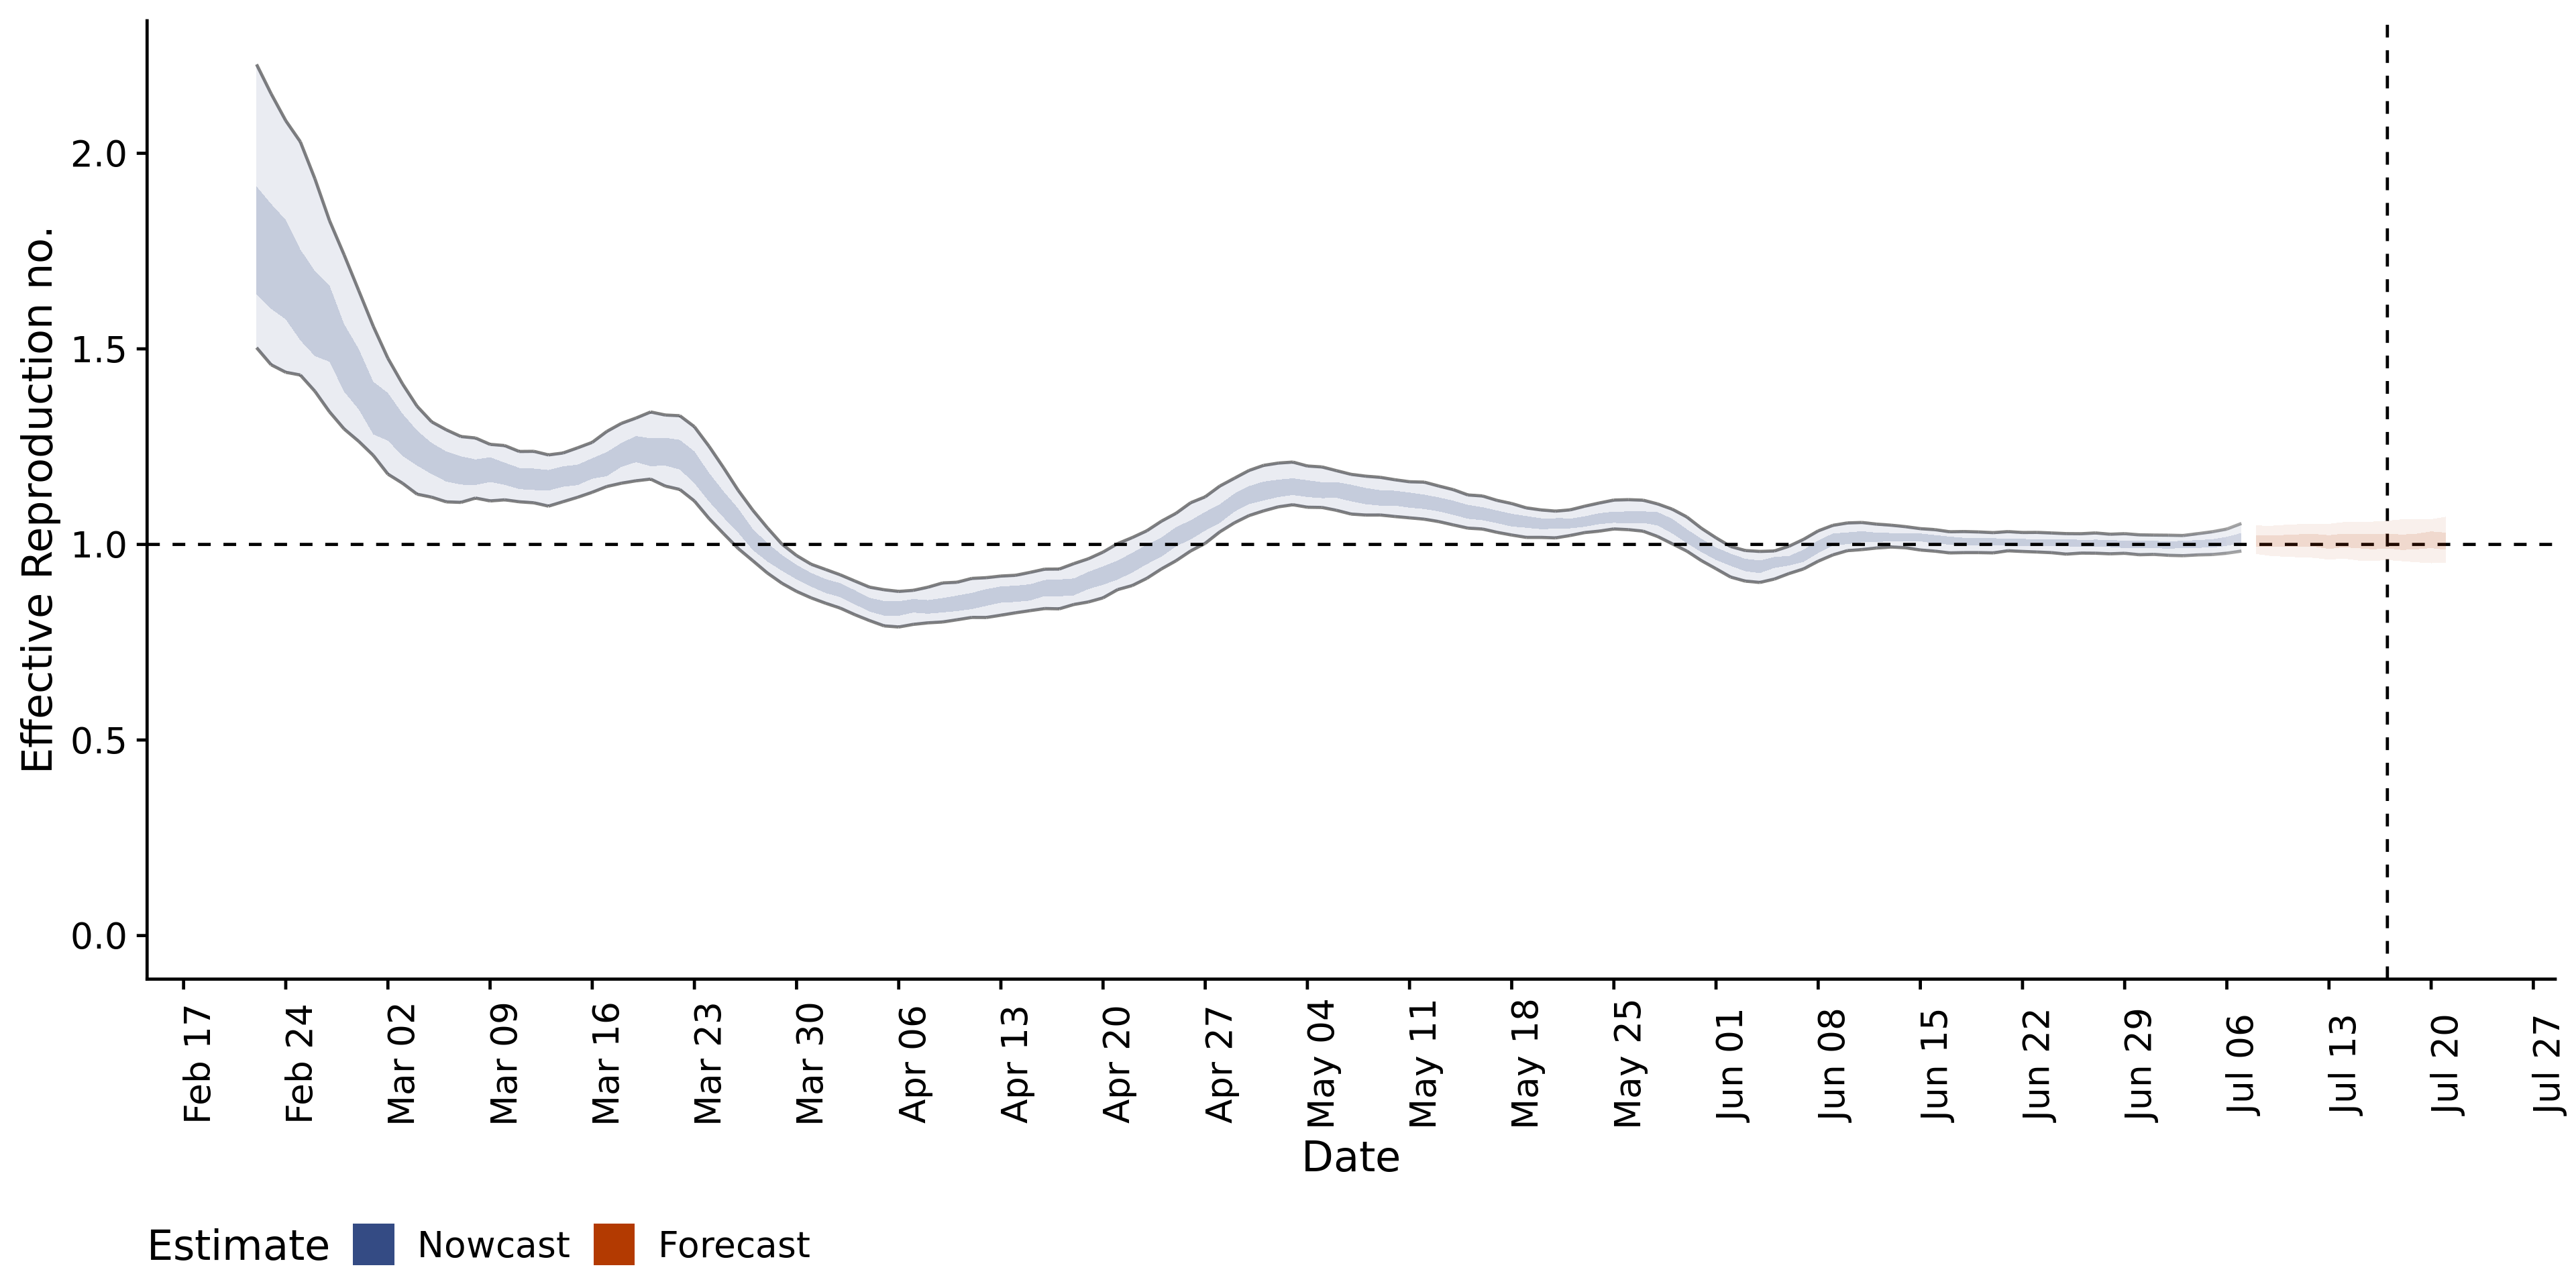 Effective Reproduction no.
2.0
1.5
1.0
0.5
0.0
Feb 17
Feb 24
Mar 02
Mar 09
Mar 16
Mar 23
Mar 30
Apr 06
Apr 13
Apr 20
Apr 27
May 04
May 11
May 18
May 25
Jun 01
Jun 08
Jun 15
Jun 22
Jun 29
Jul 06
Jul 13
Jul 20
Jul 27
Date
Estimate Nowcast Forecast